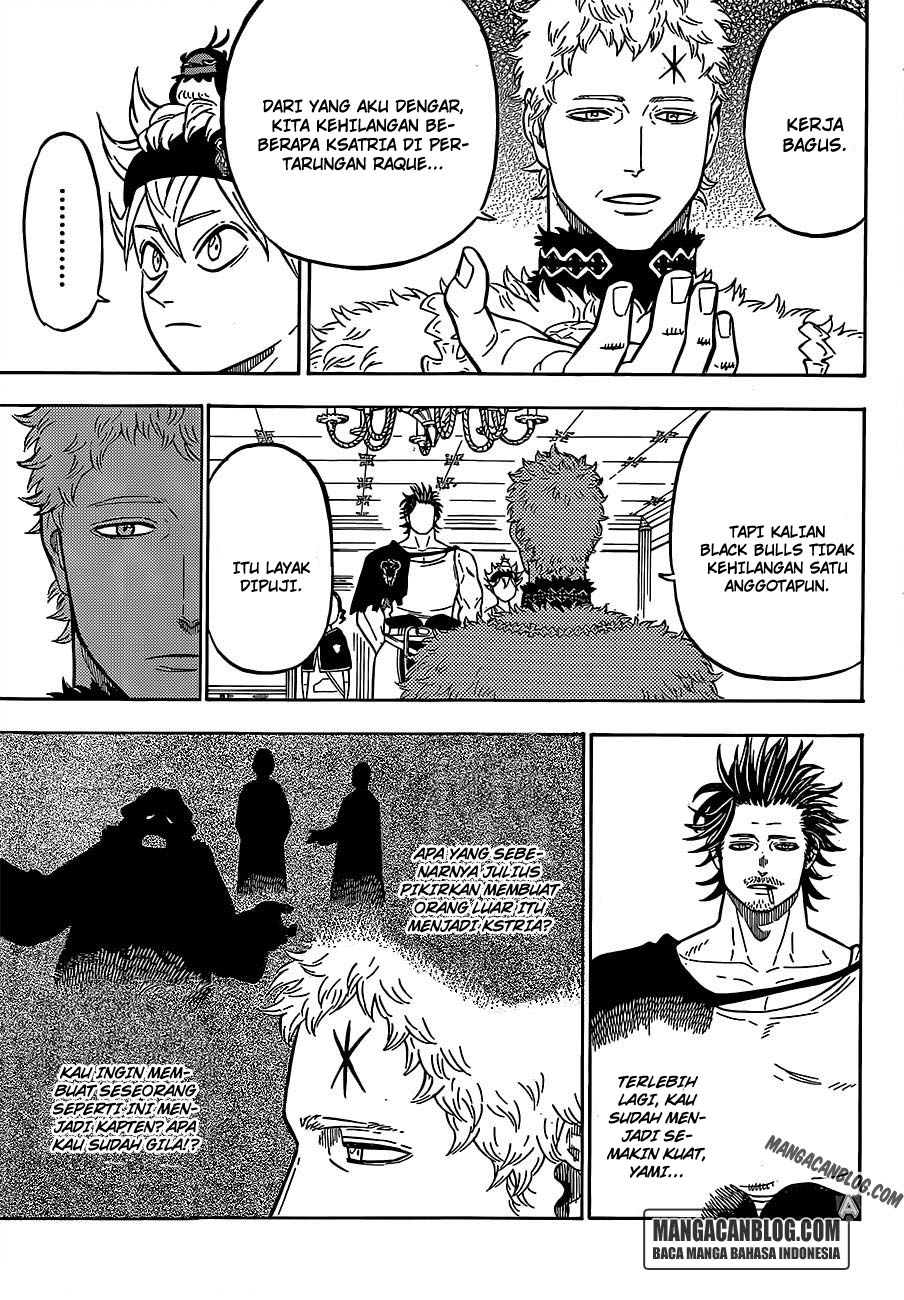 KERJA
BAGUS.
DARI YANG AKU DENGAR,
KITA KEHILANGAN BE-
BERAPA KSATRIA DI PER-
TARUNGAN RAQUE...
.........
TAPI KALIAN
BLACK BULLS TIDAK
KEHILANGAN SATU
ANGGOTAPUN.
ITU LAYAK
DIPUJI.
TERLEBIH
LAGI, KAU
SUDAH MEN-
JADI SE-
MAKIN KUAT,
YAMI...
APA YANG SEBE-
NARNYA JULIUS
PIKIRKAN MEMBUAT
ORANG LUAR ITU
MENJADI KSTRIA?
KAU INGIN MEM-
BUAT SESEORANG
SEPERTI INI MEN-
JADI KAPTEN? APA
KAU SUDAH GILA!?
MANGACANBLOG.COM
MANGACANBLOG.COM
BACA MANGA BAHASA INDONESIA